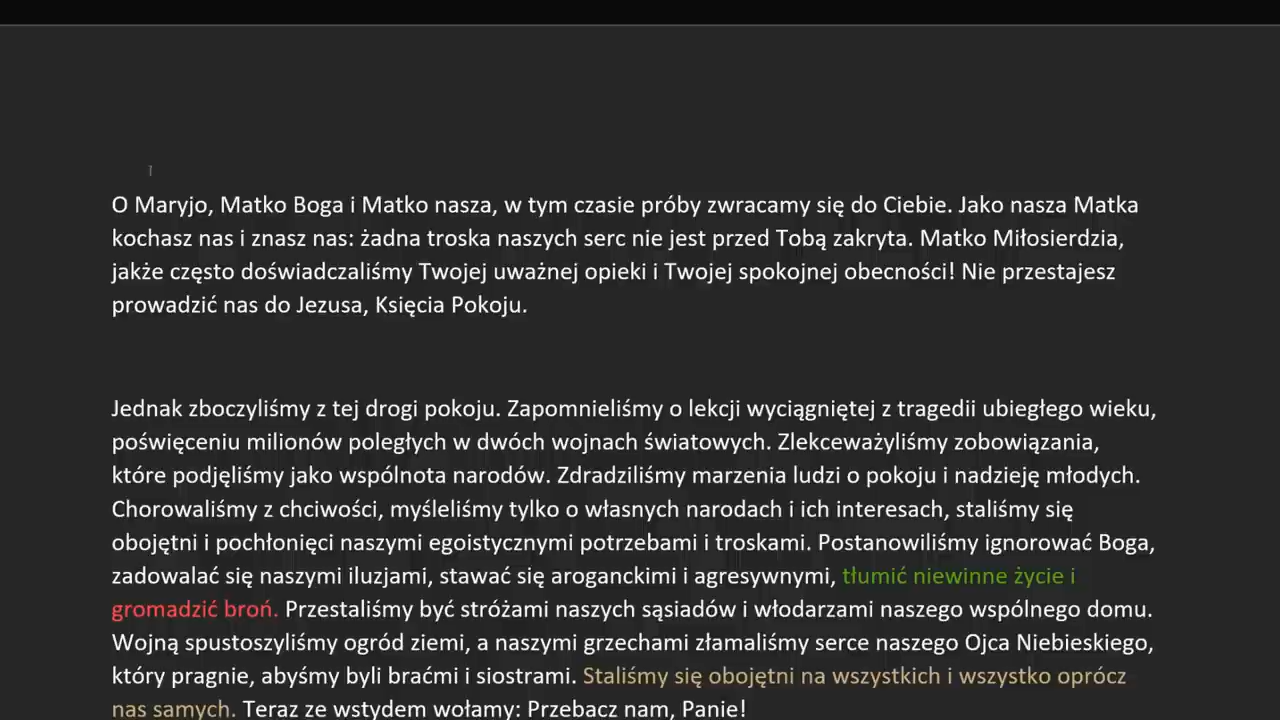 O Maryjo, Matko Boga i Matko nasza, w tym czasie próby zwracamy się do Ciebie. Jako nasza Matka
kochasz nas i znasz nas: żadna troska naszych serc nie jest przed Tobą zakryta. Matko Miłosierdzia,
jakże często doświadczaliśmy Twojej uważnej opieki i Twojej spokojnej obecności! Nie przestajesz
prowadzić nas do Jezusa, Księcia Pokoju.
Jednak zboczyliśmy z tej drogi pokoju. Zapomnieliśmy o lekcji wyciągniętej z tragedii ubiegłego wieku,
poświęceniu milionów poległych w dwóch wojnach światowych. Zlekceważyliśmy zobowiązania,
które podjęliśmy jako wspólnota narodów. Zdradziliśmy marzenia ludzi o pokoju i nadzieję młodych.
Chorowaliśmy z chciwości, myśleliśmy tylko o własnych narodach i ich interesach, staliśmy się
obojętni i pochłonięci naszymi egoistycznymi potrzebami i troskami. Postanowiliśmy ignorować Boga,
zadowalać się naszymi iluzjami, stawać się aroganckimi i agresywnymi, tłumić niewinne życie i
gromadzić broń. Przestaliśmy być stróżami naszych sąsiadów i włodarzami naszego wspólnego domu.
Wojną spustoszyliśmy ogród ziemi, a naszymi grzechami złamaliśmy serce naszego Ojca Niebieskiego,
który pragnie, abyśmy byli braćmi i siostrami. Staliśmy się obojętni na wszystkich i wszystko oprócz
nas samych. Teraz ze wstydem wołamy: Przebacz nam, Panie!